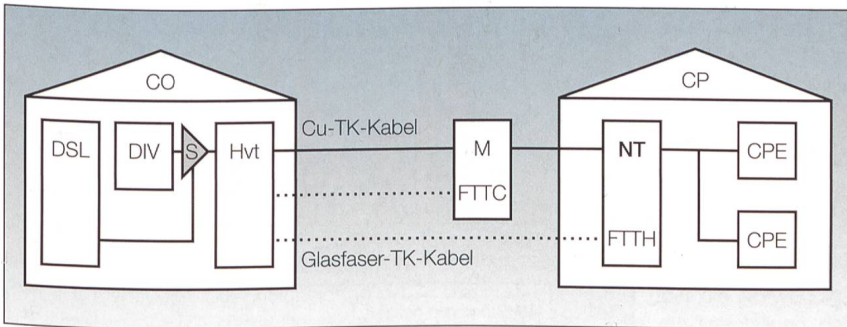 CO
CP
Cu-TK-Kabel
DSL
DIV
S
Hvt
M
NT
CPE
FTTC
FTTH
CPE
Glasfaser-TK-Kabel